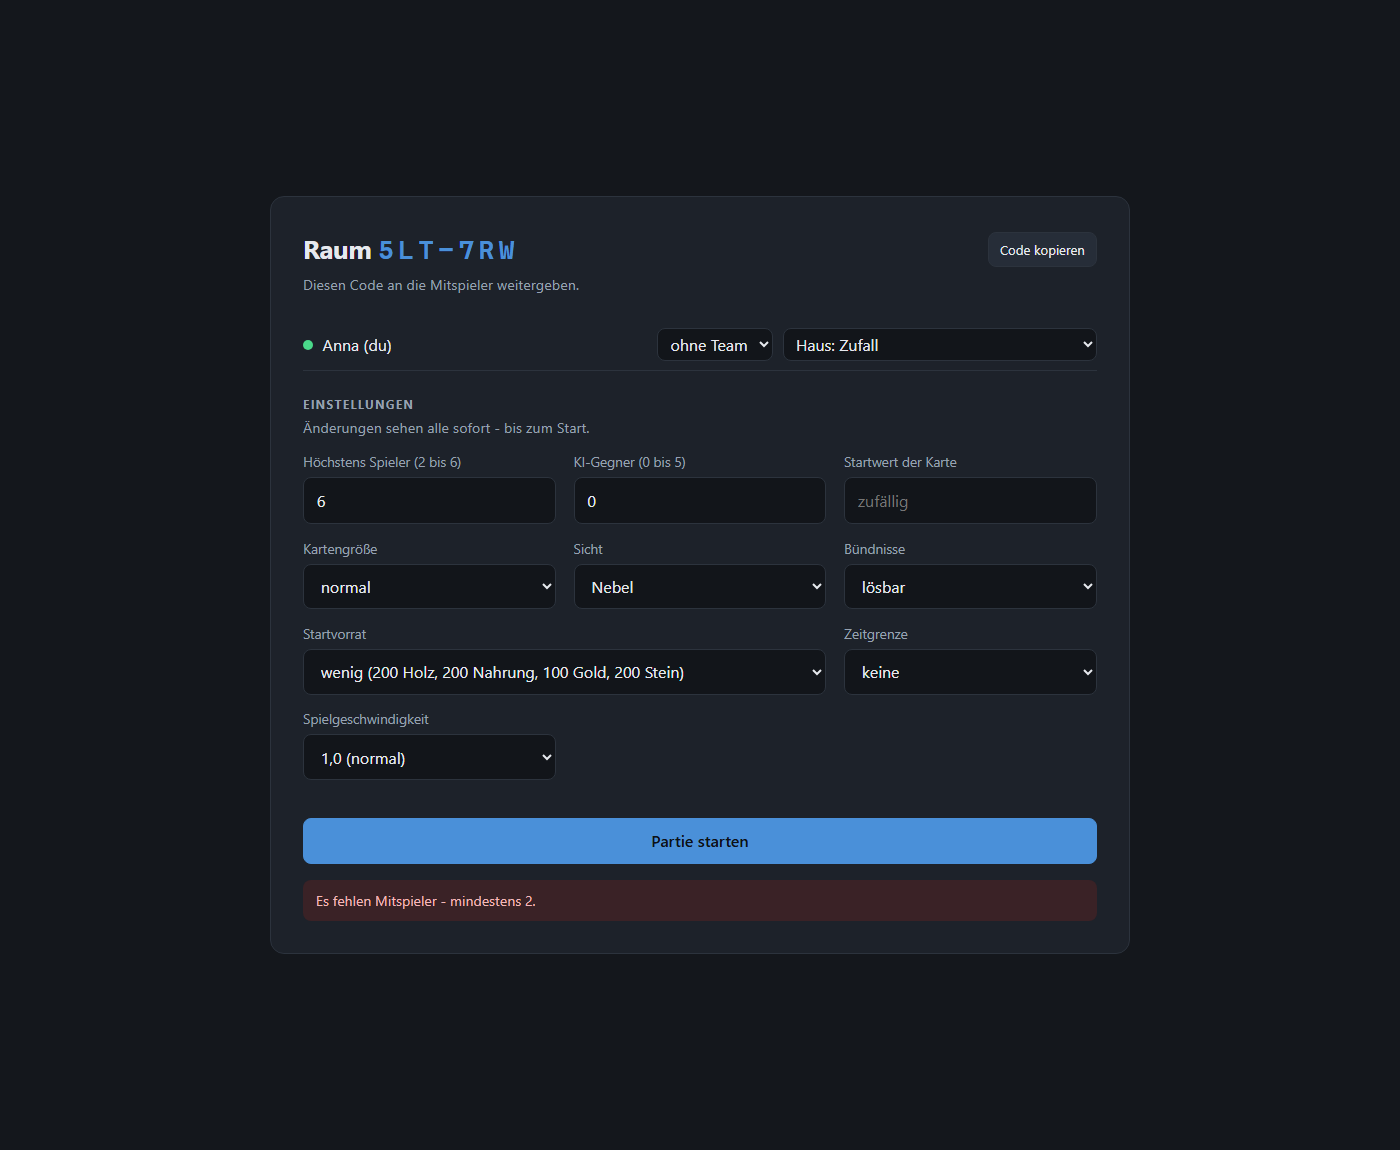 Raum 5LT-7RW
Code kopieren
Diesen Code an die Mitspieler weitergeben.
Anna (du)
ohne Team
Haus: Zufall
EINSTELLUNGEN
Änderungen sehen alle sofort - bis zum Start.
Höchstens Spieler (2 bis 6)
KI-Gegner (0 bis 5)
Startwert der Karte
6
0
zufällig
Kartengröße
Sicht
Bündnisse
normal
Nebel
lösbar
Startvorrat
Zeitgrenze
wenig (200 Holz, 200 Nahrung, 100 Gold, 200 Stein)
keine
Spielgeschwindigkeit
1,0 (normal)
Partie starten
Es fehlen Mitspieler - mindestens 2.